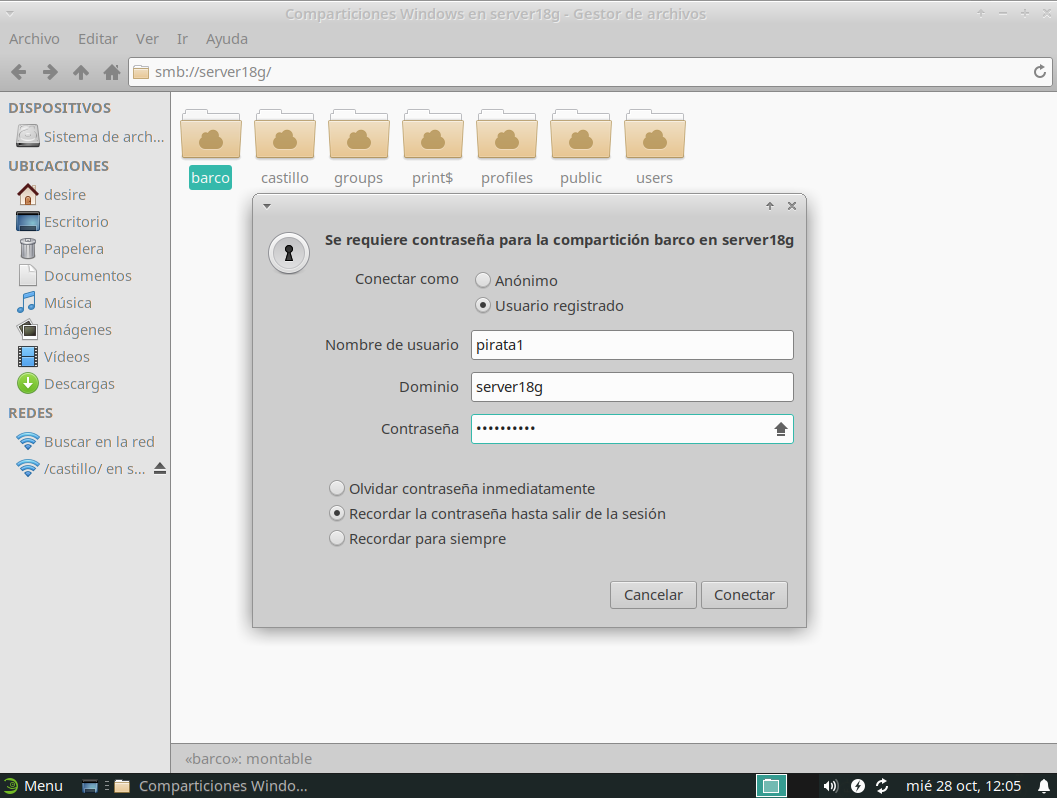 Comparticiones Windows en server18g - Gestor de archivos
Archivo Editar Ver Ir Ayuda
smb://server18g/
DISPOSITIVOS
Sistema de arch...
UBICACIONES
desire
Escritorio
Papelera
Documentos
Música
Imágenes
Vídeos
Descargas
REDES
Buscar en la red
/castillo/ en s...
barco castillo groups print$ profiles public users
Se requiere contraseña para la compartición barco en server18g
Conectar como
Anónimo
Usuario registrado
Nombre de usuario pirata1
Dominio server18g
Contraseña ••••••••••
Olvidar contraseña inmediatamente
Recordar la contraseña hasta salir de la sesión
Recordar para siempre
Cancelar Conectar
«barco»: montable
Menu Comparticiones Windo... mié 28 oct, 12:05